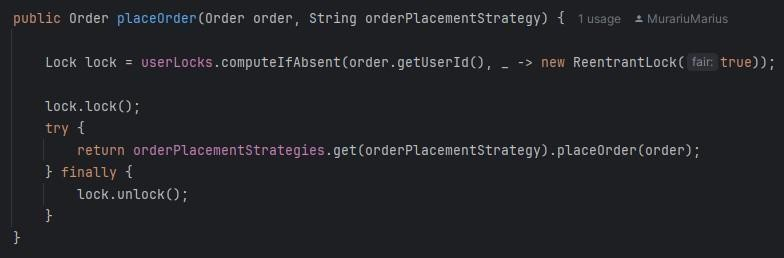 public Order placeOrder(Order order, String orderPlacementStrategy) { 1 usage MurariuMarius
Lock lock = userLocks.computeIfAbsent(order.getUserId(), _ -> new ReentrantLock( fair: true));
lock.lock();
try {
return orderPlacementStrategies.get(orderPlacementStrategy).placeOrder(order);
} finally {
lock.unlock();
}
}